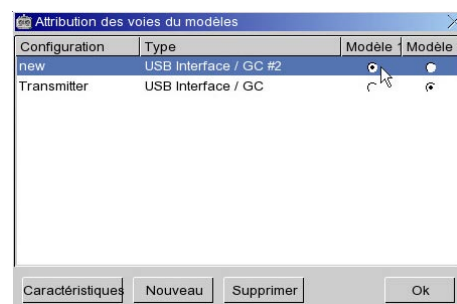 Attribution des voies du modèles
Configuration Type Modèle 1 Modèle
new USB Interface / GC #2
Transmitter USB Interface / GC
Caractéristiques Nouveau Supprimer Ok